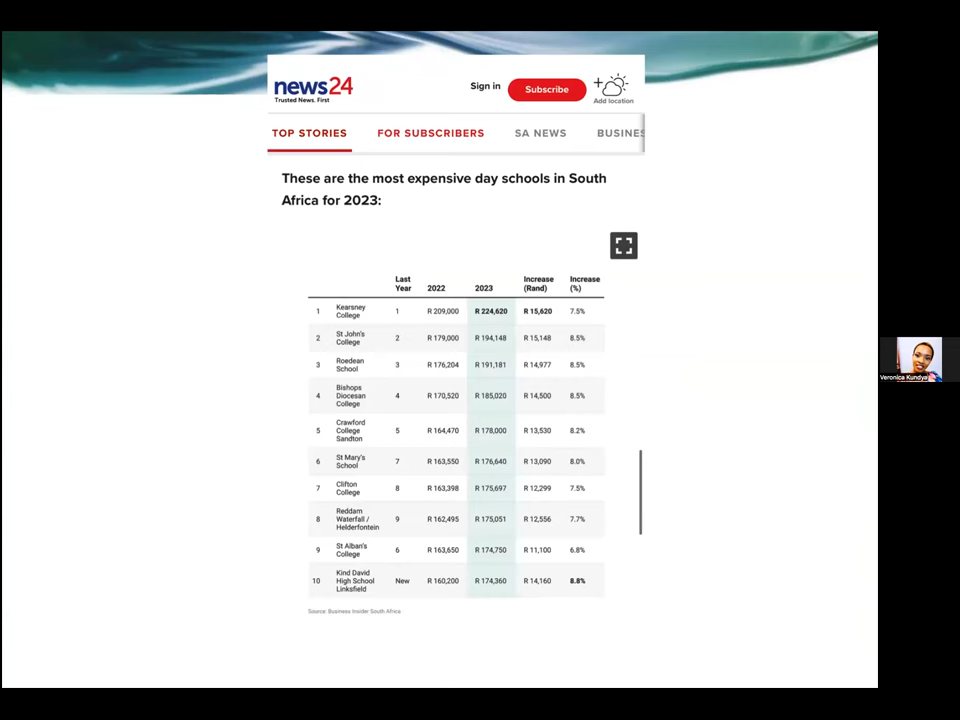 news24
Trusted News. First
Sign in
Subscribe
Add location
TOP STORIES
FOR SUBSCRIBERS
SA NEWS
BUSINES
These are the most expensive day schools in South
Africa for 2023:
Last Year 2022 2023 Increase (Rand) Increase (%)
1 Kearsney College 1 R 209,000 R 224,620 R 15,620 7.5%
2 St John's College 2 R 179,000 R 194,148 R 15,148 8.5%
3 Roedean School 3 R 176,204 R 191,181 R 14,977 8.5%
4 Bishops Diocesan College 4 R 170,520 R 185,020 R 14,500 8.5%
5 Crawford College Sandton 5 R 164,470 R 178,000 R 13,530 8.2%
6 St Mary's School 7 R 163,550 R 176,640 R 13,090 8.0%
7 Clifton College 8 R 163,398 R 175,697 R 12,299 7.5%
8 Reddam Waterfall / Helderfontein 9 R 162,495 R 175,051 R 12,556 7.7%
9 St Alban's College 6 R 163,650 R 174,750 R 11,100 6.8%
10 Kind David High School Linksfield New R 160,200 R 174,360 R 14,160 8.8%
Source: Business Insider South Africa
Veronica Kundya